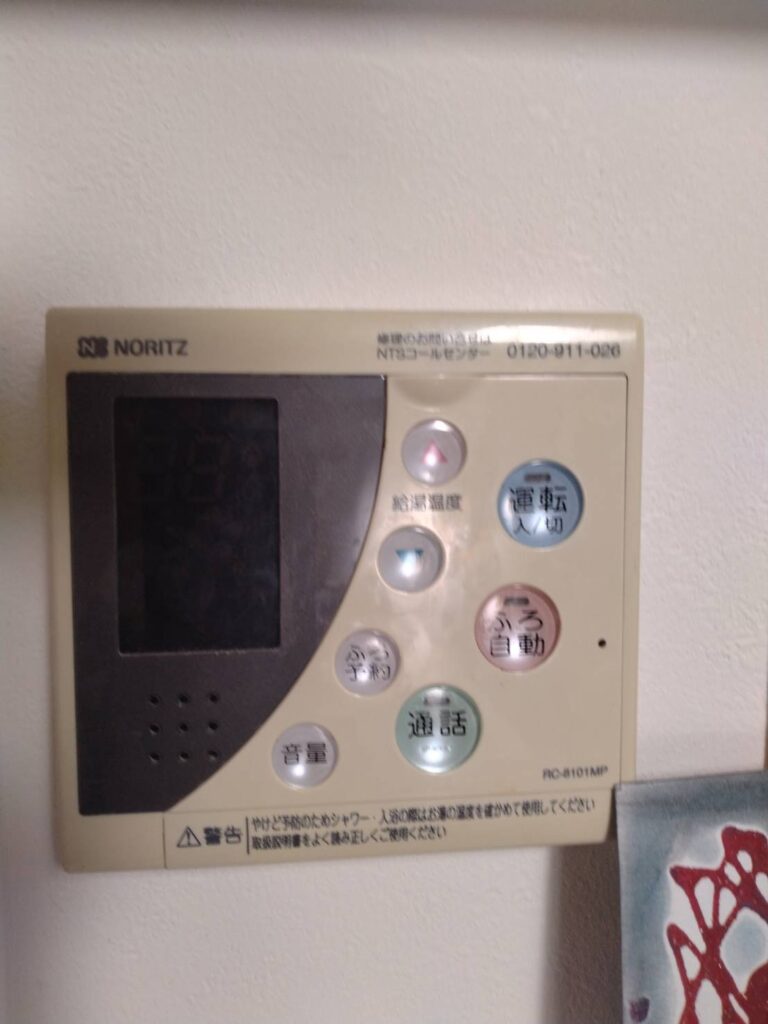 NORITZ
修理のお問い合せは
NTSコールセンター 0120-911-026
給湯温度
運転
入/切
ふろ
自動
ふろ
予約
通話
音量
RC-8101MP
警告
やけど予防のためシャワー・入浴の際はお湯の温度を確かめて使用してください
取扱説明書をよく読み正しくご使用ください